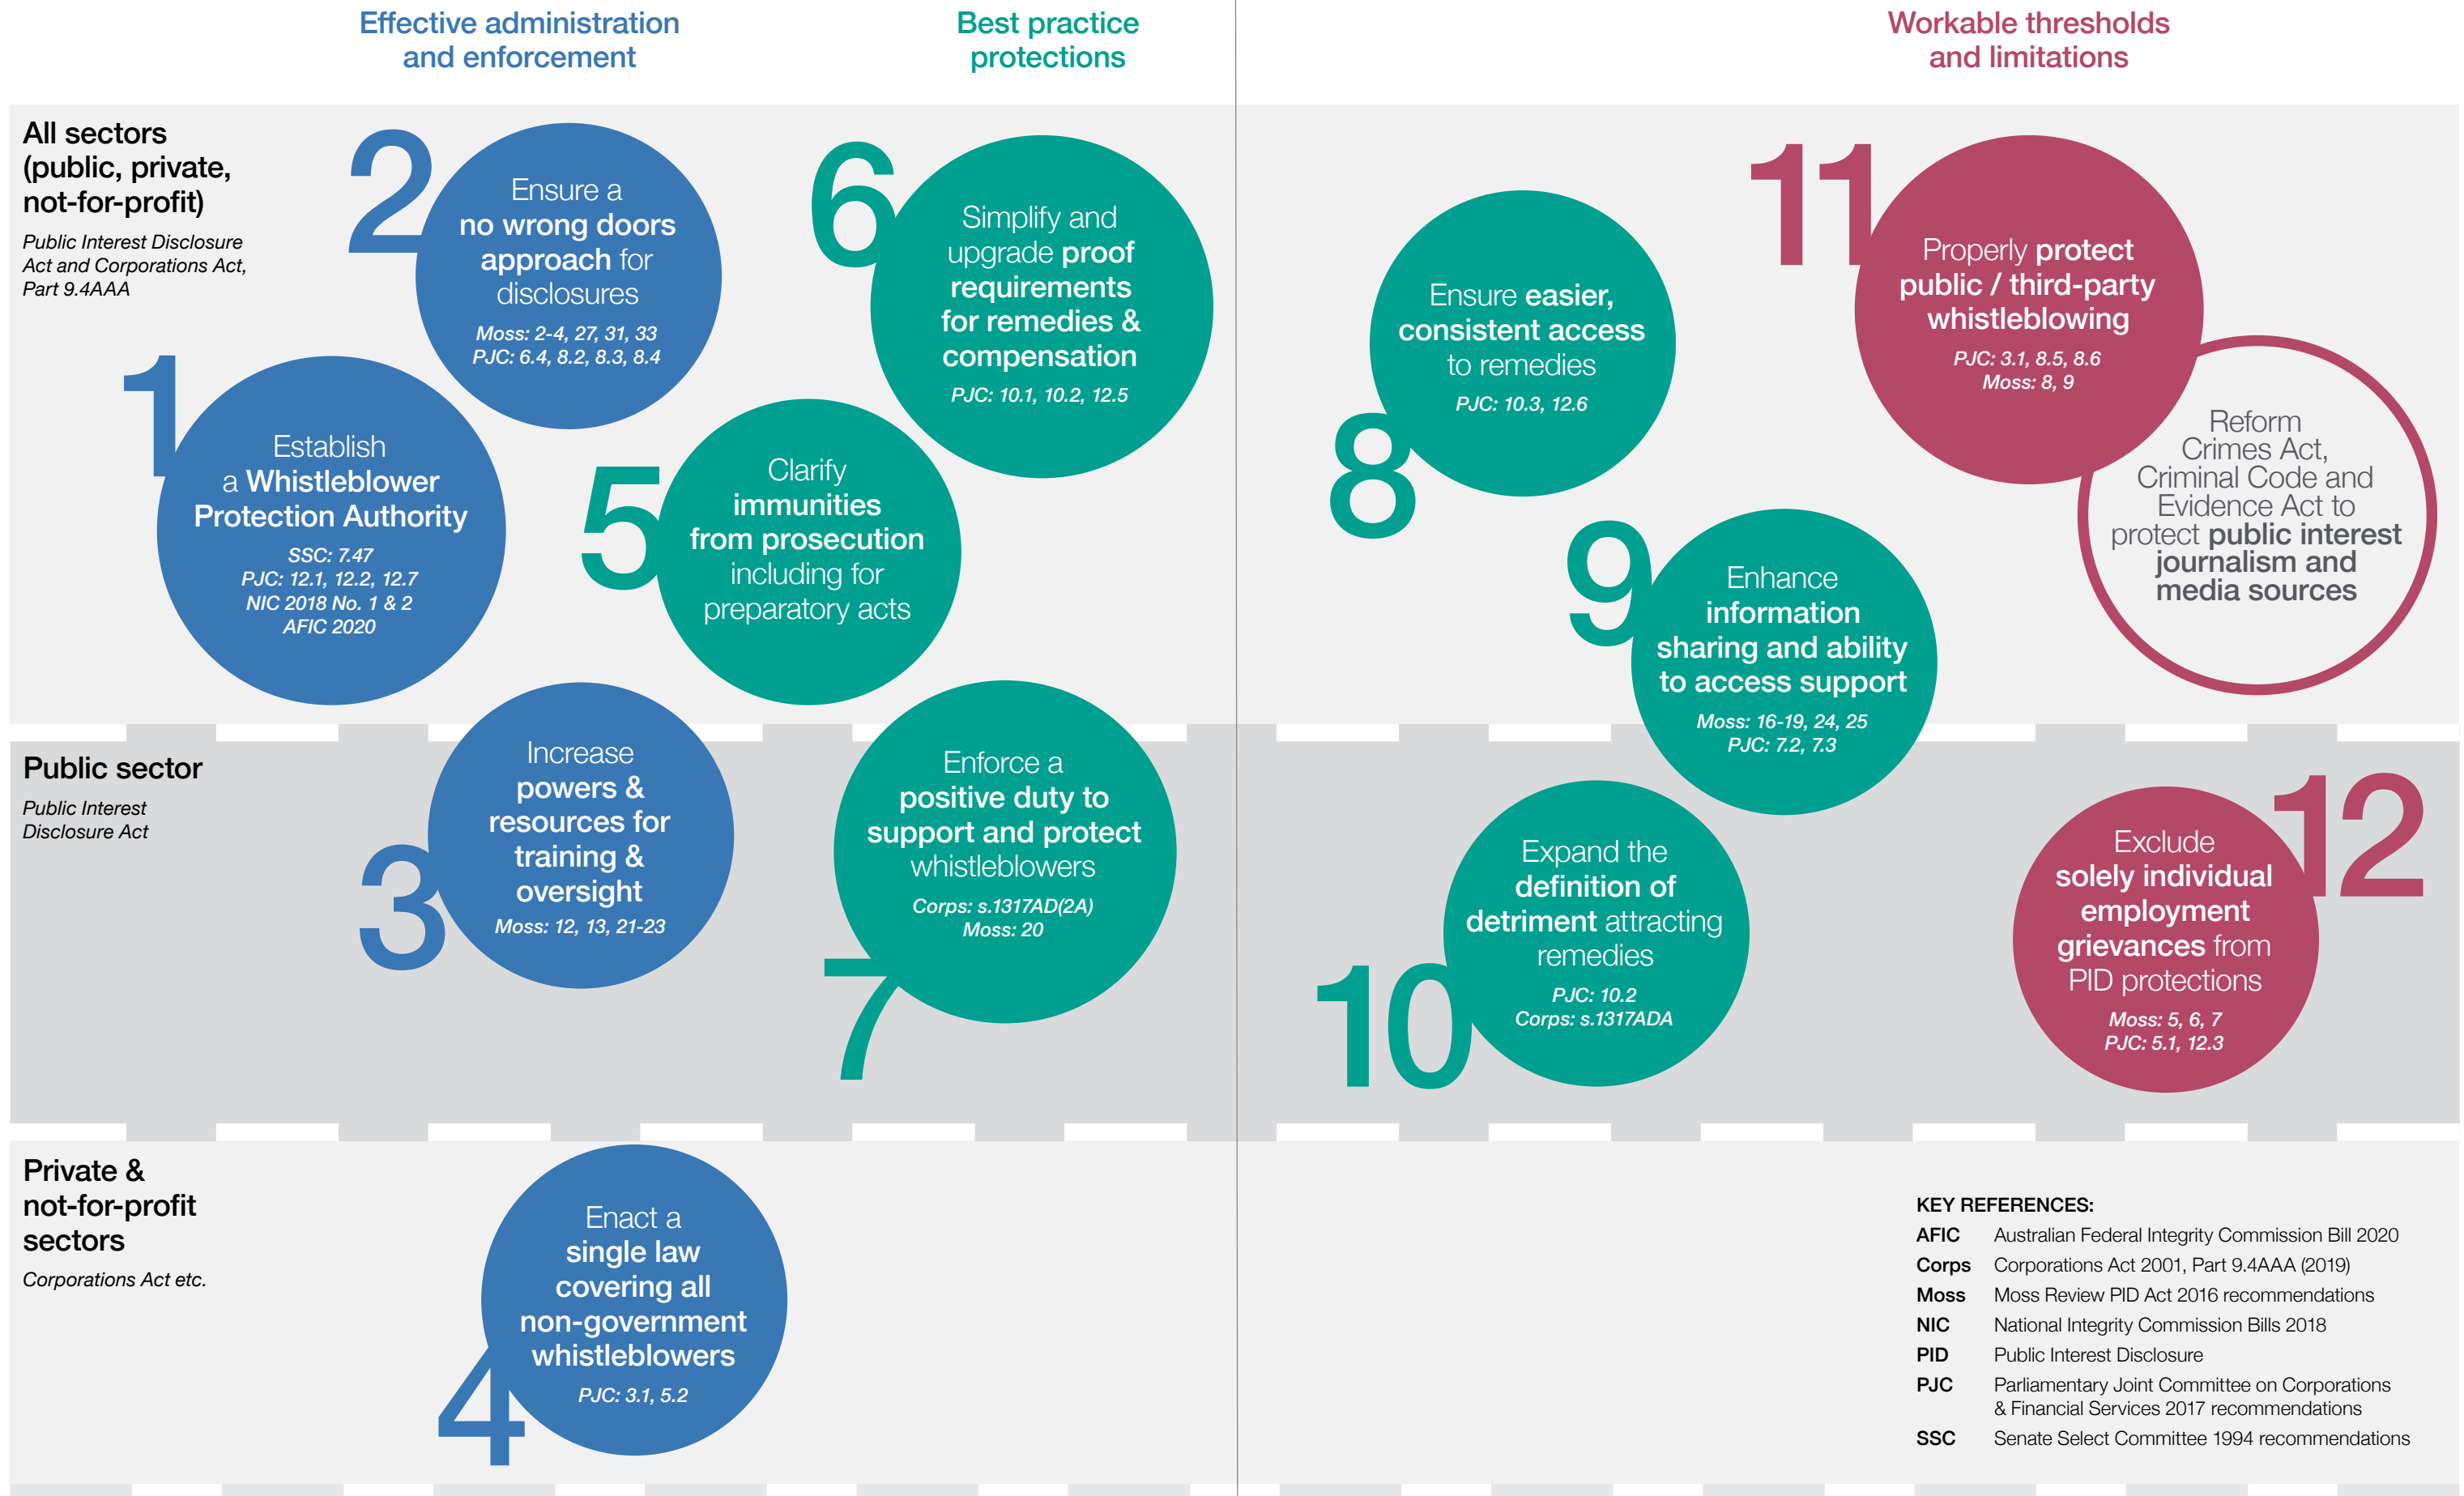 Effective administration
and enforcement
Best practice
protections
Workable thresholds
and limitations
All sectors
(public, private,
not-for-profit)
Public Interest Disclosure
Act and Corporations Act,
Part 9.4AAA
1
Establish
a Whistleblower
Protection Authority
SSC: 7.47
PJC: 12.1, 12.2, 12.7
NIC 2018 No. 1 & 2
AFIC 2020
2
Ensure a
no wrong doors
approach for
disclosures
Moss: 2-4, 27, 31, 33
PJC: 6.4, 8.2, 8.3, 8.4
5
Clarify
immunities
from prosecution
including for
preparatory acts
6
Simplify and
upgrade proof
requirements
for remedies &
compensation
PJC: 10.1, 10.2, 12.5
8
Ensure easier,
consistent access
to remedies
PJC: 10.3, 12.6
9
Enhance
information
sharing and ability
to access support
Moss: 16-19, 24, 25
PJC: 7.2, 7.3
11
Properly protect
public / third-party
whistleblowing
PJC: 3.1, 8.5, 8.6
Moss: 8, 9
Reform
Crimes Act,
Criminal Code and
Evidence Act to
protect public interest
journalism and
media sources
Public sector
Public Interest
Disclosure Act
3
Increase
powers &
resources for
training &
oversight
Moss: 12, 13, 21-23
7
Enforce a
positive duty to
support and protect
whistleblowers
Corps: s.1317AD(2A)
Moss: 20
10
Expand the
definition of
detriment attracting
remedies
PJC: 10.2
Corps: s.1317ADA
12
Exclude
solely individual
employment
grievances from
PID protections
Moss: 5, 6, 7
PJC: 5.1, 12.3
Private &
not-for-profit
sectors
Corporations Act etc.
4
Enact a
single law
covering all
non-government
whistleblowers
PJC: 3.1, 5.2
KEY REFERENCES:
AFIC Australian Federal Integrity Commission Bill 2020
Corps Corporations Act 2001, Part 9.4AAA (2019)
Moss Moss Review PID Act 2016 recommendations
NIC National Integrity Commission Bills 2018
PID Public Interest Disclosure
PJC Parliamentary Joint Committee on Corporations
& Financial Services 2017 recommendations
SSC Senate Select Committee 1994 recommendations